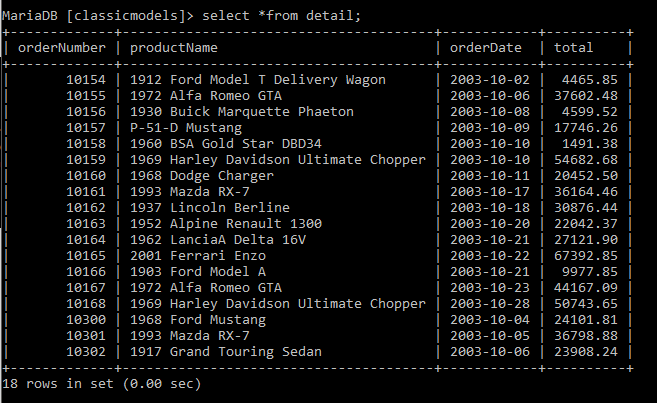 MariaDB [classicmodels]> select *from detail;
+-------------+---------------------------------------+------------+----------+
| orderNumber | productName                           | orderDate  | total    |
+-------------+---------------------------------------+------------+----------+
|       10154 | 1912 Ford Model T Delivery Wagon      | 2003-10-02 |  4465.85 |
|       10155 | 1972 Alfa Romeo GTA                   | 2003-10-06 | 37602.48 |
|       10156 | 1930 Buick Marquette Phaeton          | 2003-10-08 |  4599.52 |
|       10157 | P-51-D Mustang                        | 2003-10-09 | 17746.26 |
|       10158 | 1960 BSA Gold Star DBD34              | 2003-10-10 |  1491.38 |
|       10159 | 1969 Harley Davidson Ultimate Chopper | 2003-10-10 | 54682.68 |
|       10160 | 1968 Dodge Charger                    | 2003-10-11 | 20452.50 |
|       10161 | 1993 Mazda RX-7                       | 2003-10-17 | 36164.46 |
|       10162 | 1937 Lincoln Berline                  | 2003-10-18 | 30876.44 |
|       10163 | 1952 Alpine Renault 1300              | 2003-10-20 | 22042.37 |
|       10164 | 1962 LanciaA Delta 16V                | 2003-10-21 | 27121.90 |
|       10165 | 2001 Ferrari Enzo                     | 2003-10-22 | 67392.85 |
|       10166 | 1903 Ford Model A                     | 2003-10-21 |  9977.85 |
|       10167 | 1972 Alfa Romeo GTA                   | 2003-10-23 | 44167.09 |
|       10168 | 1969 Harley Davidson Ultimate Chopper | 2003-10-28 | 50743.65 |
|       10300 | 1968 Ford Mustang                     | 2003-10-04 | 24101.81 |
|       10301 | 1993 Mazda RX-7                       | 2003-10-05 | 36798.88 |
|       10302 | 1917 Grand Touring Sedan              | 2003-10-06 | 23908.24 |
+-------------+---------------------------------------+------------+----------+
18 rows in set (0.00 sec)